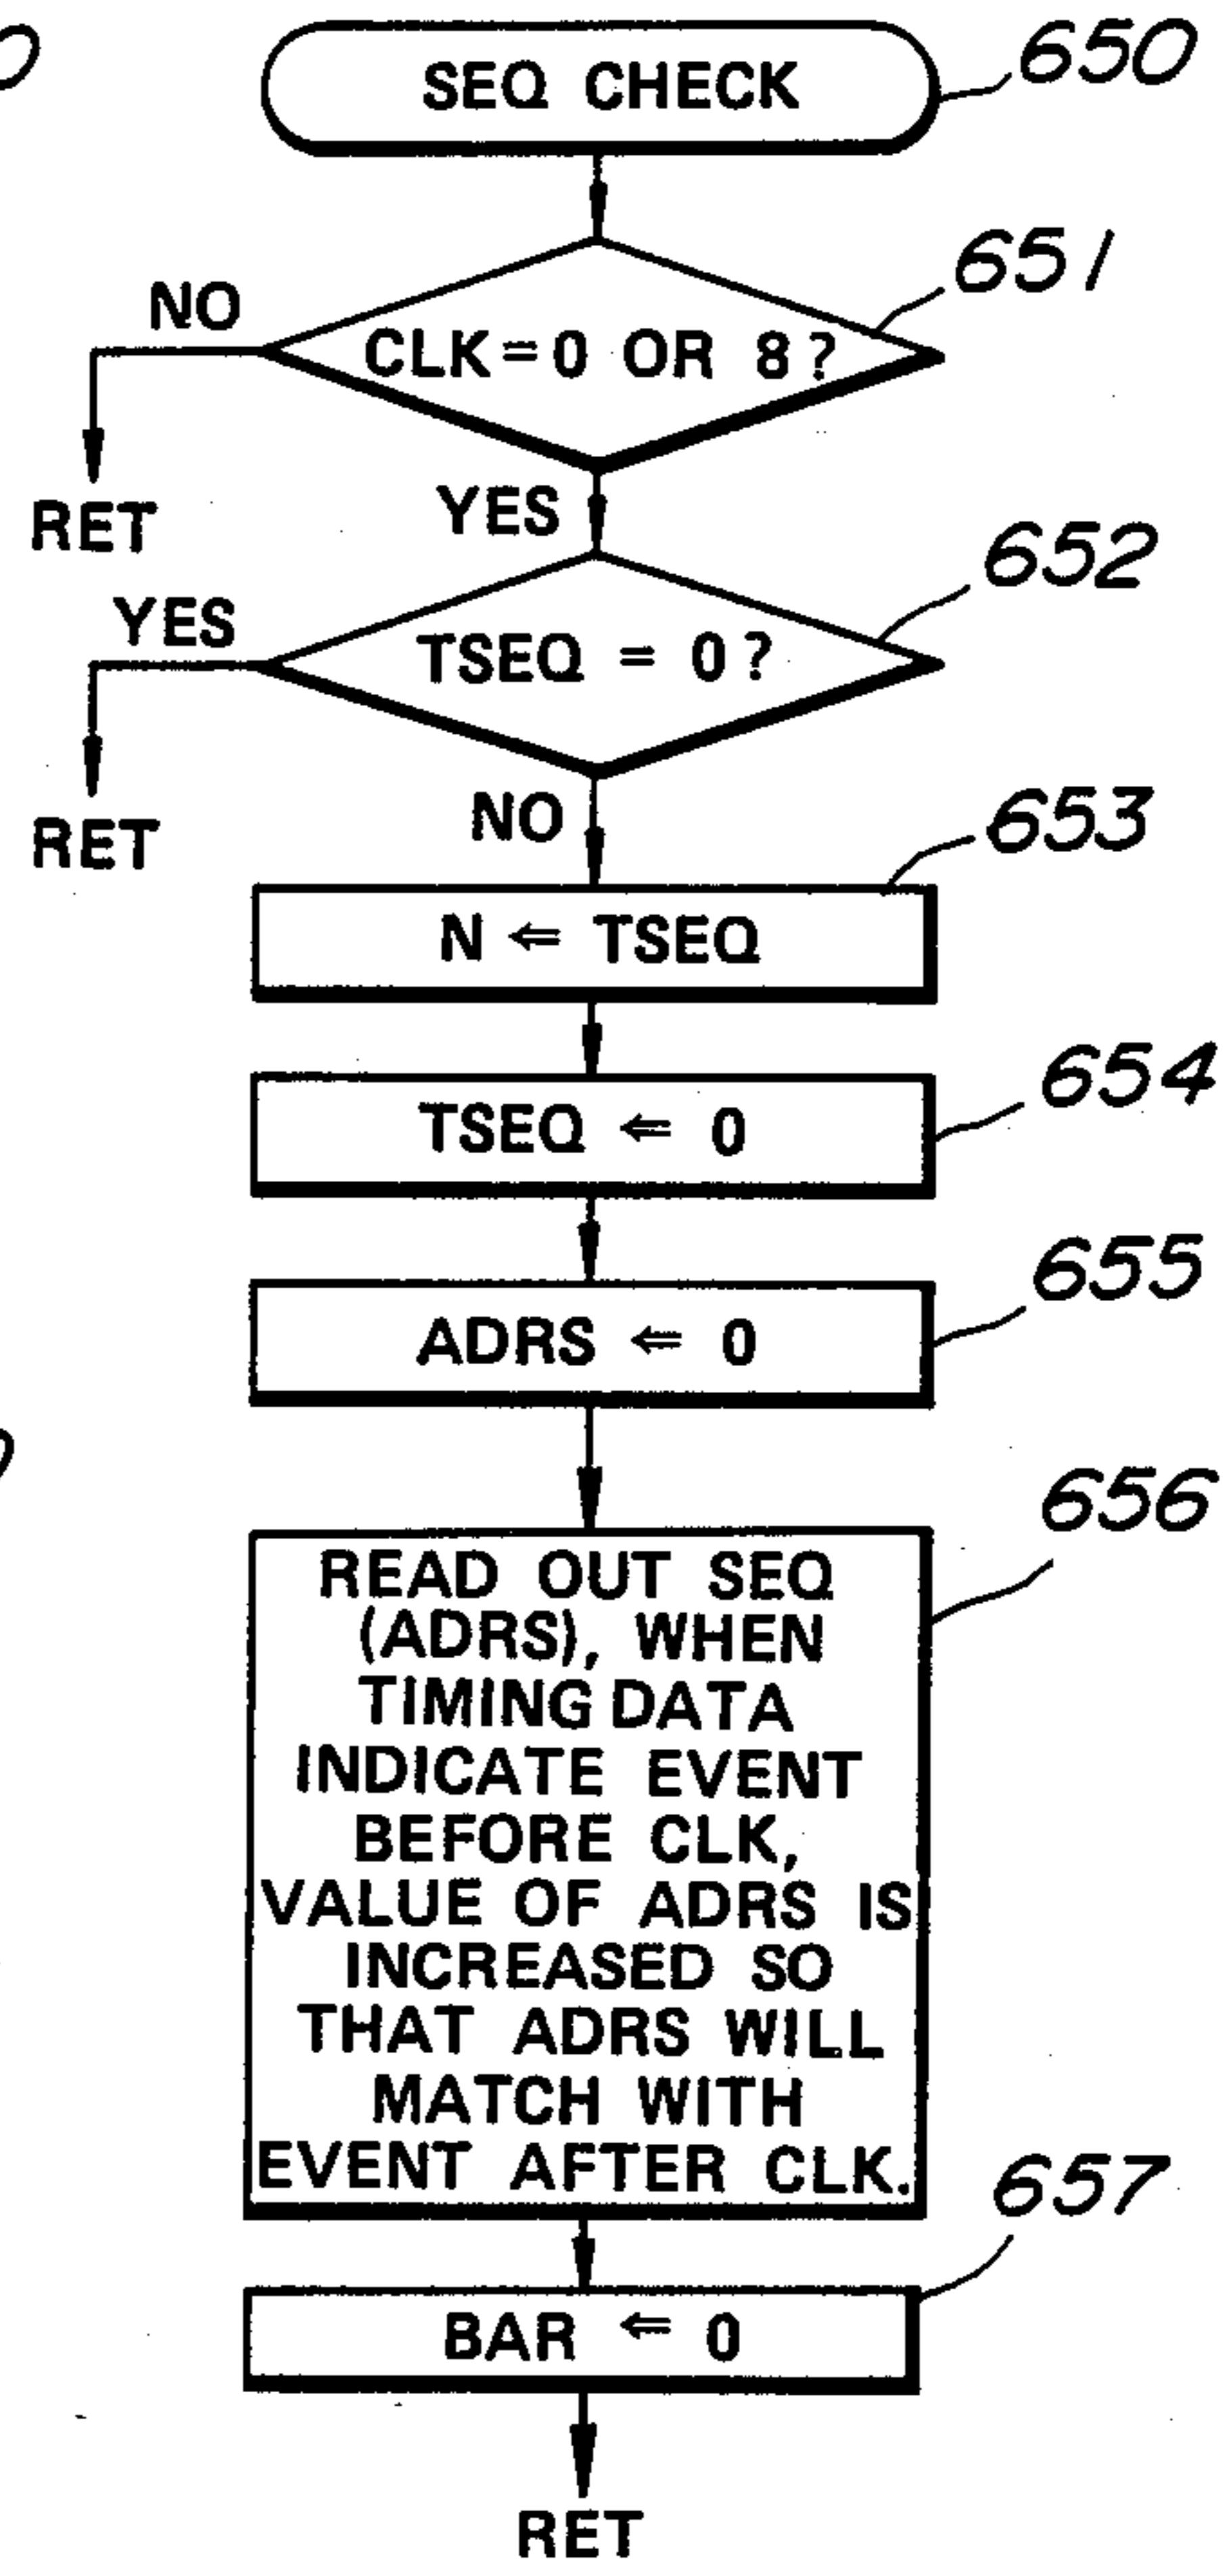 SEQ CHECK
650
651
NO
CLK = 0 OR 8 ?
RET
YES
652
YES
TSEQ = 0 ?
RET
NO
653
N ⇐ TSEQ
654
TSEQ ⇐ 0
655
ADRS ⇐ 0
656
READ OUT SEQ
(ADRS), WHEN
TIMING DATA
INDICATE EVENT
BEFORE CLK,
VALUE OF ADRS IS
INCREASED SO
THAT ADRS WILL
MATCH WITH
EVENT AFTER CLK.
657
BAR ⇐ 0
RET